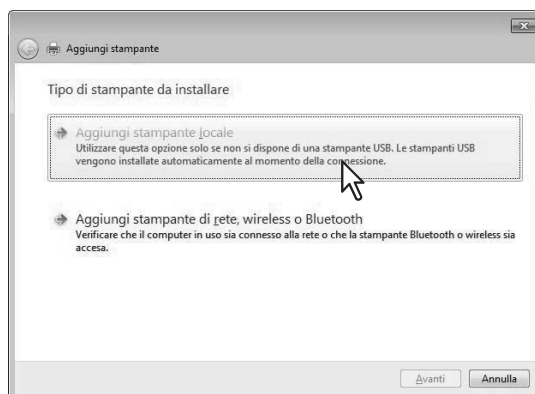 Aggiungi stampante
Tipo di stampante da installare
Aggiungi stampante locale
Utilizzare questa opzione solo se non si dispone di una stampante USB. Le stampanti USB
vengono installate automaticamente al momento della connessione.
Aggiungi stampante di rete, wireless o Bluetooth
Verificare che il computer in uso sia connesso alla rete o che la stampante Bluetooth o wireless sia
accesa.
Avanti Annulla